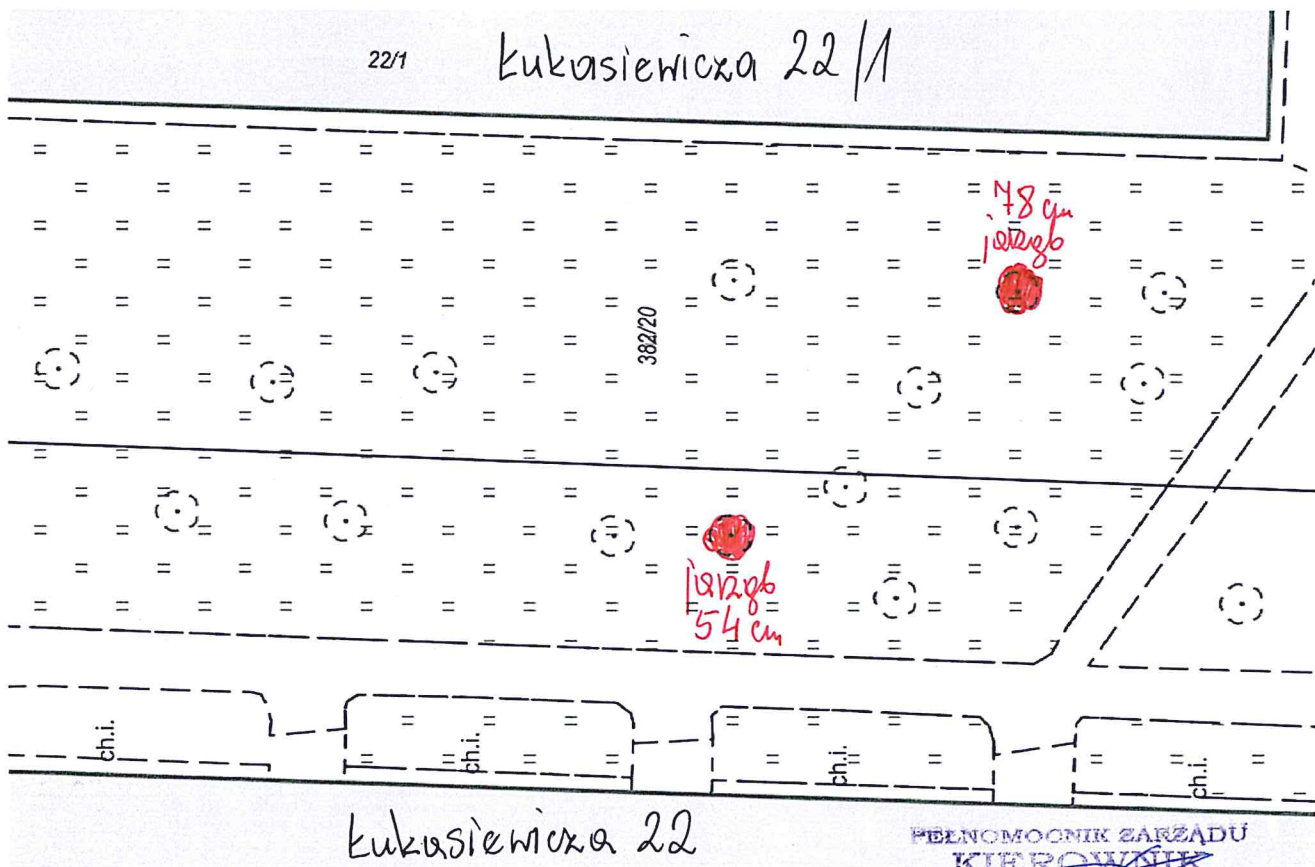 22/1 Łukasiewicza 22/1
78 cm
jarząb
382/20
jarząb
54 cm
ch.i.
ch.i.
ch.i.
ch.i.
Łukasiewicza 22
PEŁNOMOCNIK ZARZĄDU
KIEROWNIK